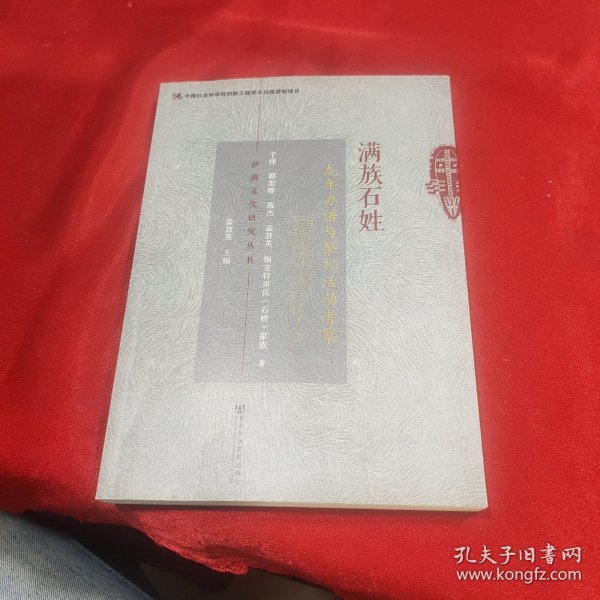 中国社会科学院创新工程学术出版资助项目
满族石姓
龙年办谱与祭祀活动考察
于洋 郭宏珍 苑杰 孟慧英 锡克特里氏（石姓）家族 著
萨满文化研究丛书
孟慧英 主编
孔夫子旧书网
www.kongfz.com